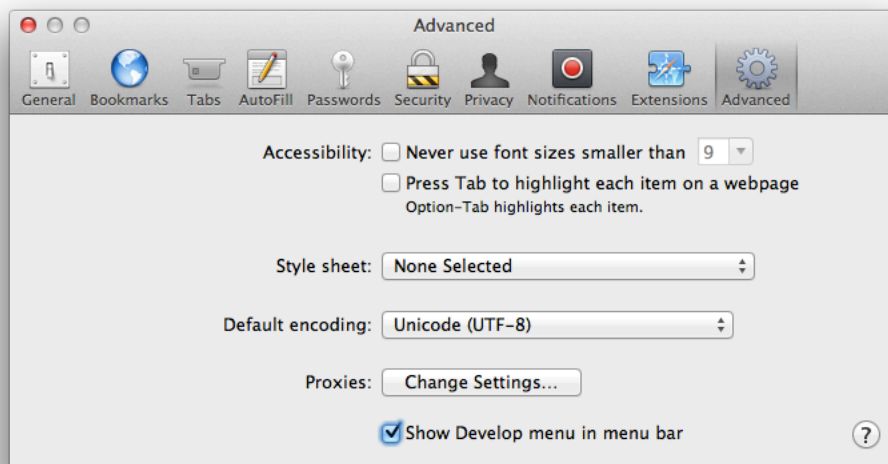 Advanced
General Bookmarks Tabs AutoFill Passwords Security Privacy Notifications Extensions Advanced
Accessibility: Never use font sizes smaller than 9
Press Tab to highlight each item on a webpage
Option-Tab highlights each item.
Style sheet: None Selected
Default encoding: Unicode (UTF-8)
Proxies: Change Settings...
Show Develop menu in menu bar ?